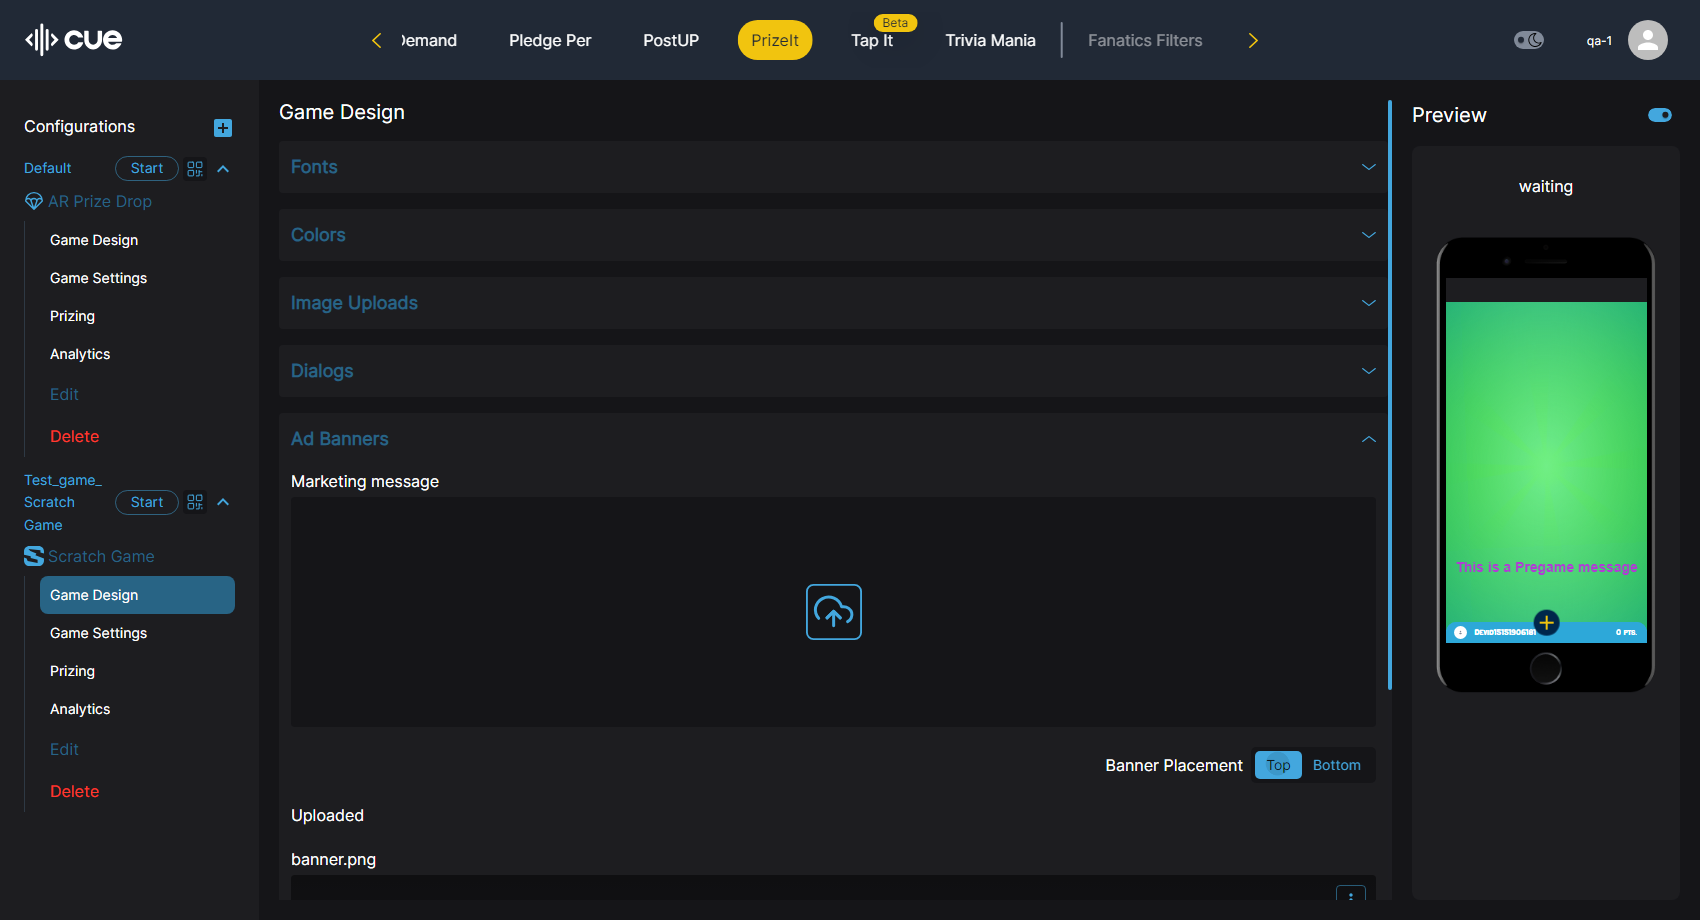 cue
Demand
Pledge Per
PostUP
PrizeIt
Beta
Tap It
Trivia Mania
Fanatics Filters
qa-1
Configurations
Default
Start
AR Prize Drop
Game Design
Game Settings
Prizing
Analytics
Edit
Delete
Test_game_
Scratch
Game
Start
Scratch Game
Game Design
Game Settings
Prizing
Analytics
Edit
Delete
Game Design
Fonts
Colors
Image Uploads
Dialogs
Ad Banners
Marketing message
Banner Placement
Top
Bottom
Uploaded
banner.png
Preview
waiting
This is a Pregame message
0 PTS.